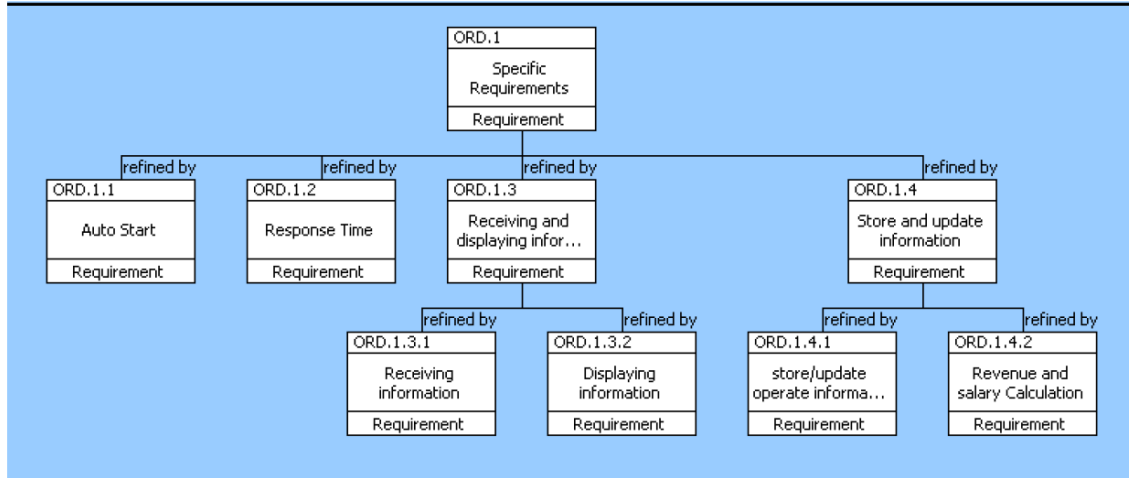 ORD.1
Specific
Requirements
Requirement
refined by
refined by
refined by
refined by
ORD.1.1
Auto Start
Requirement
ORD.1.2
Response Time
Requirement
ORD.1.3
Receiving and
displaying infor...
Requirement
ORD.1.4
Store and update
information
Requirement
refined by
refined by
refined by
refined by
ORD.1.3.1
Receiving
information
Requirement
ORD.1.3.2
Displaying
information
Requirement
ORD.1.4.1
store/update
operate informa...
Requirement
ORD.1.4.2
Revenue and
salary Calculation
Requirement